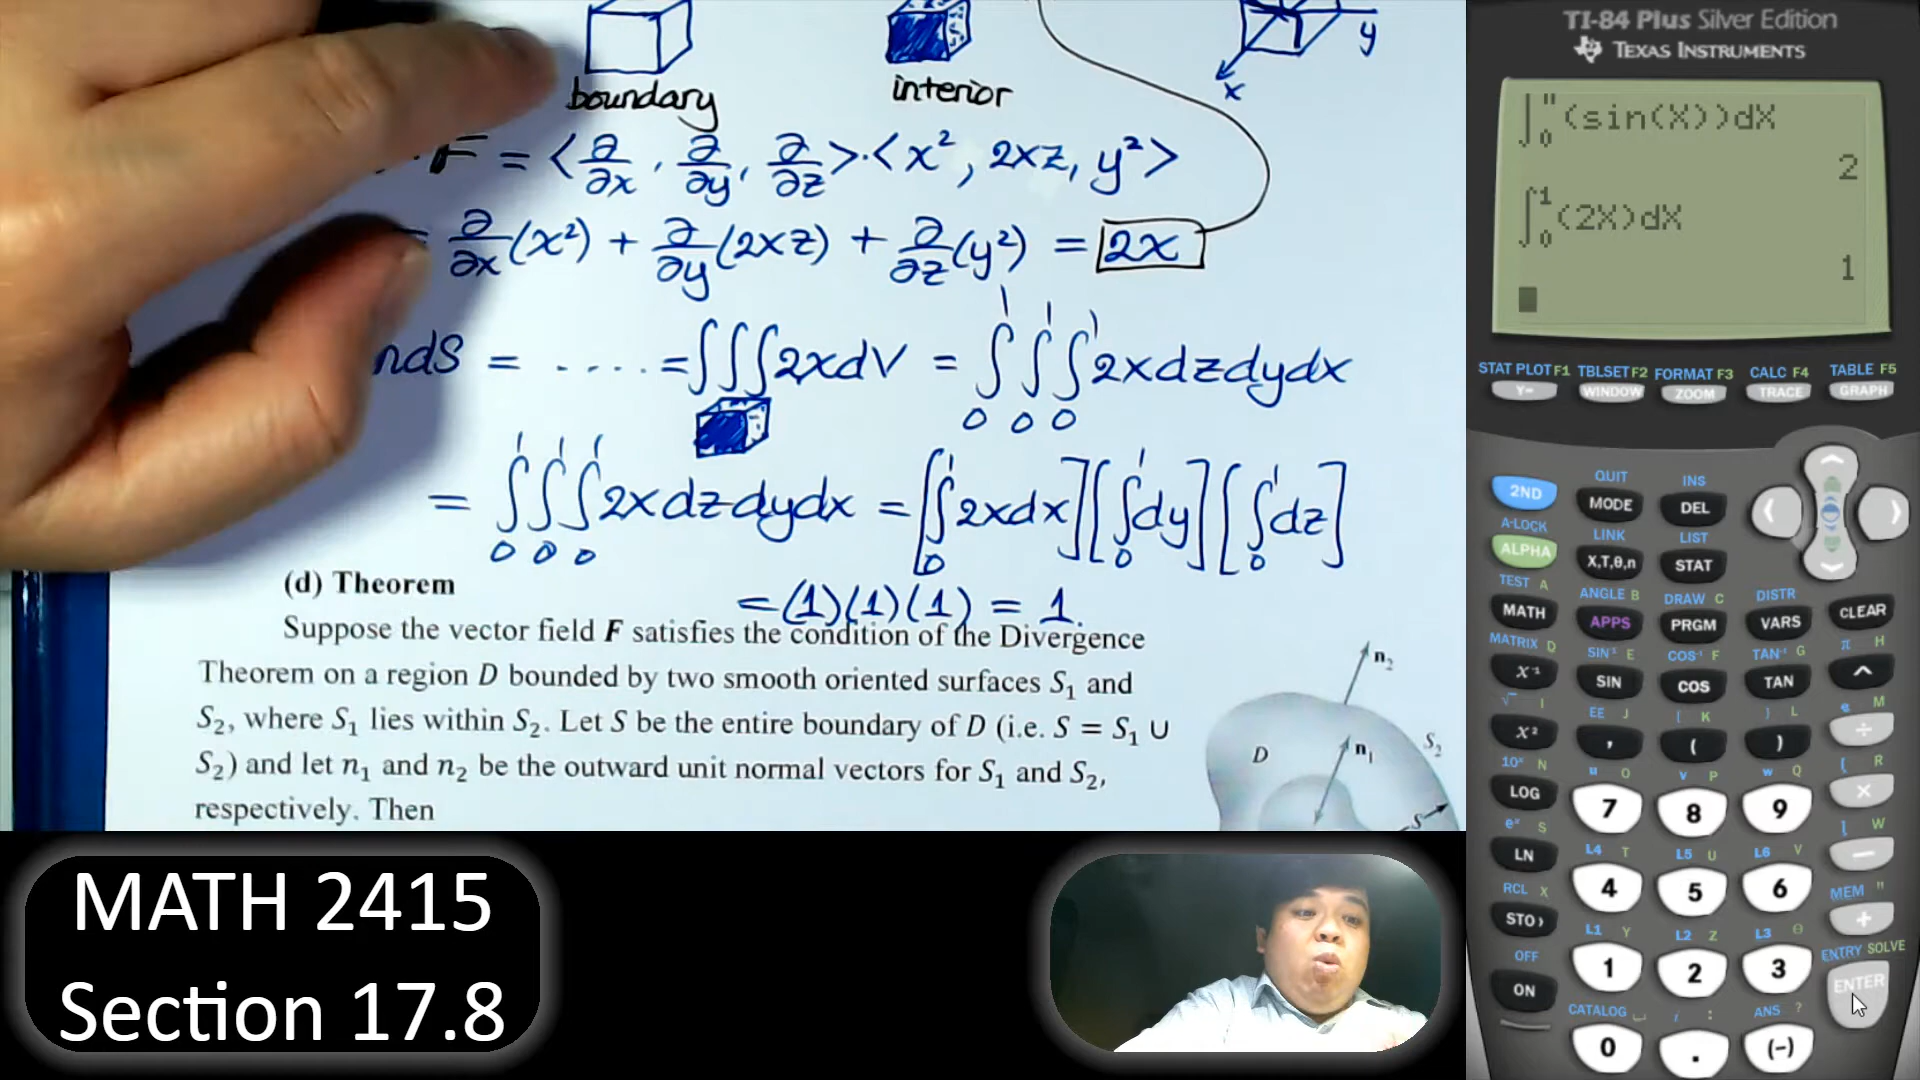 y
x
boundary
interior
F = <∂/∂x, ∂/∂y, ∂/∂z>·<x², 2xz, y²>
= ∂/∂x(x²) + ∂/∂y(2xz) + ∂/∂z(y²) = 2x
ndS = ..... = ∫∫∫2xdV = ∫₀¹∫₀¹∫₀¹2xdzdydx
= ∫₀¹∫₀¹∫₀¹2xdzdydx = [∫₀¹2xdx][∫₀¹dy][∫₀¹dz]
= (1)(1)(1) = 1.
(d) Theorem
Suppose the vector field F satisfies the condition of the Divergence
Theorem on a region D bounded by two smooth oriented surfaces S₁ and
S₂, where S₁ lies within S₂. Let S be the entire boundary of D (i.e. S = S₁ ∪
S₂) and let n₁ and n₂ be the outward unit normal vectors for S₁ and S₂,
respectively. Then
n₂
n₁
D
S₂
S
MATH 2415
Section 17.8
TI-84 Plus Silver Edition
TEXAS INSTRUMENTS
(sin(X))dX
2
∫₀¹(2X)dX
1
STAT PLOT F1 TBLSET F2 FORMAT F3 CALC F4 TABLE F5
Y= WINDOW ZOOM TRACE GRAPH
QUIT INS
2ND MODE DEL
A-LOCK LINK LIST
ALPHA X,T,θ,n STAT
TEST A ANGLE B DRAW C DISTR
MATH APPS PRGM VARS CLEAR
MATRIX D SIN⁻¹ E COS⁻¹ F TAN⁻¹ G π H
X⁻¹ SIN COS TAN ^
√ I EE J { K } L e M
X² , ( ) ÷
10ˣ N u O v P w Q [ R
LOG 7 8 9 ×
eˣ S L4 T L5 U L6 V ] W
LN 4 5 6 −
RCL X L1 Y L2 Z L3 θ MEM "
STO› 1 2 3 +
OFF CATALOG i : ANS ? ENTRY SOLVE
ON 0 . (−) ENTER